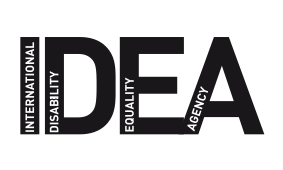 IDEA
INTERNATIONAL
DISABILITY
EQUALITY
AGENCY